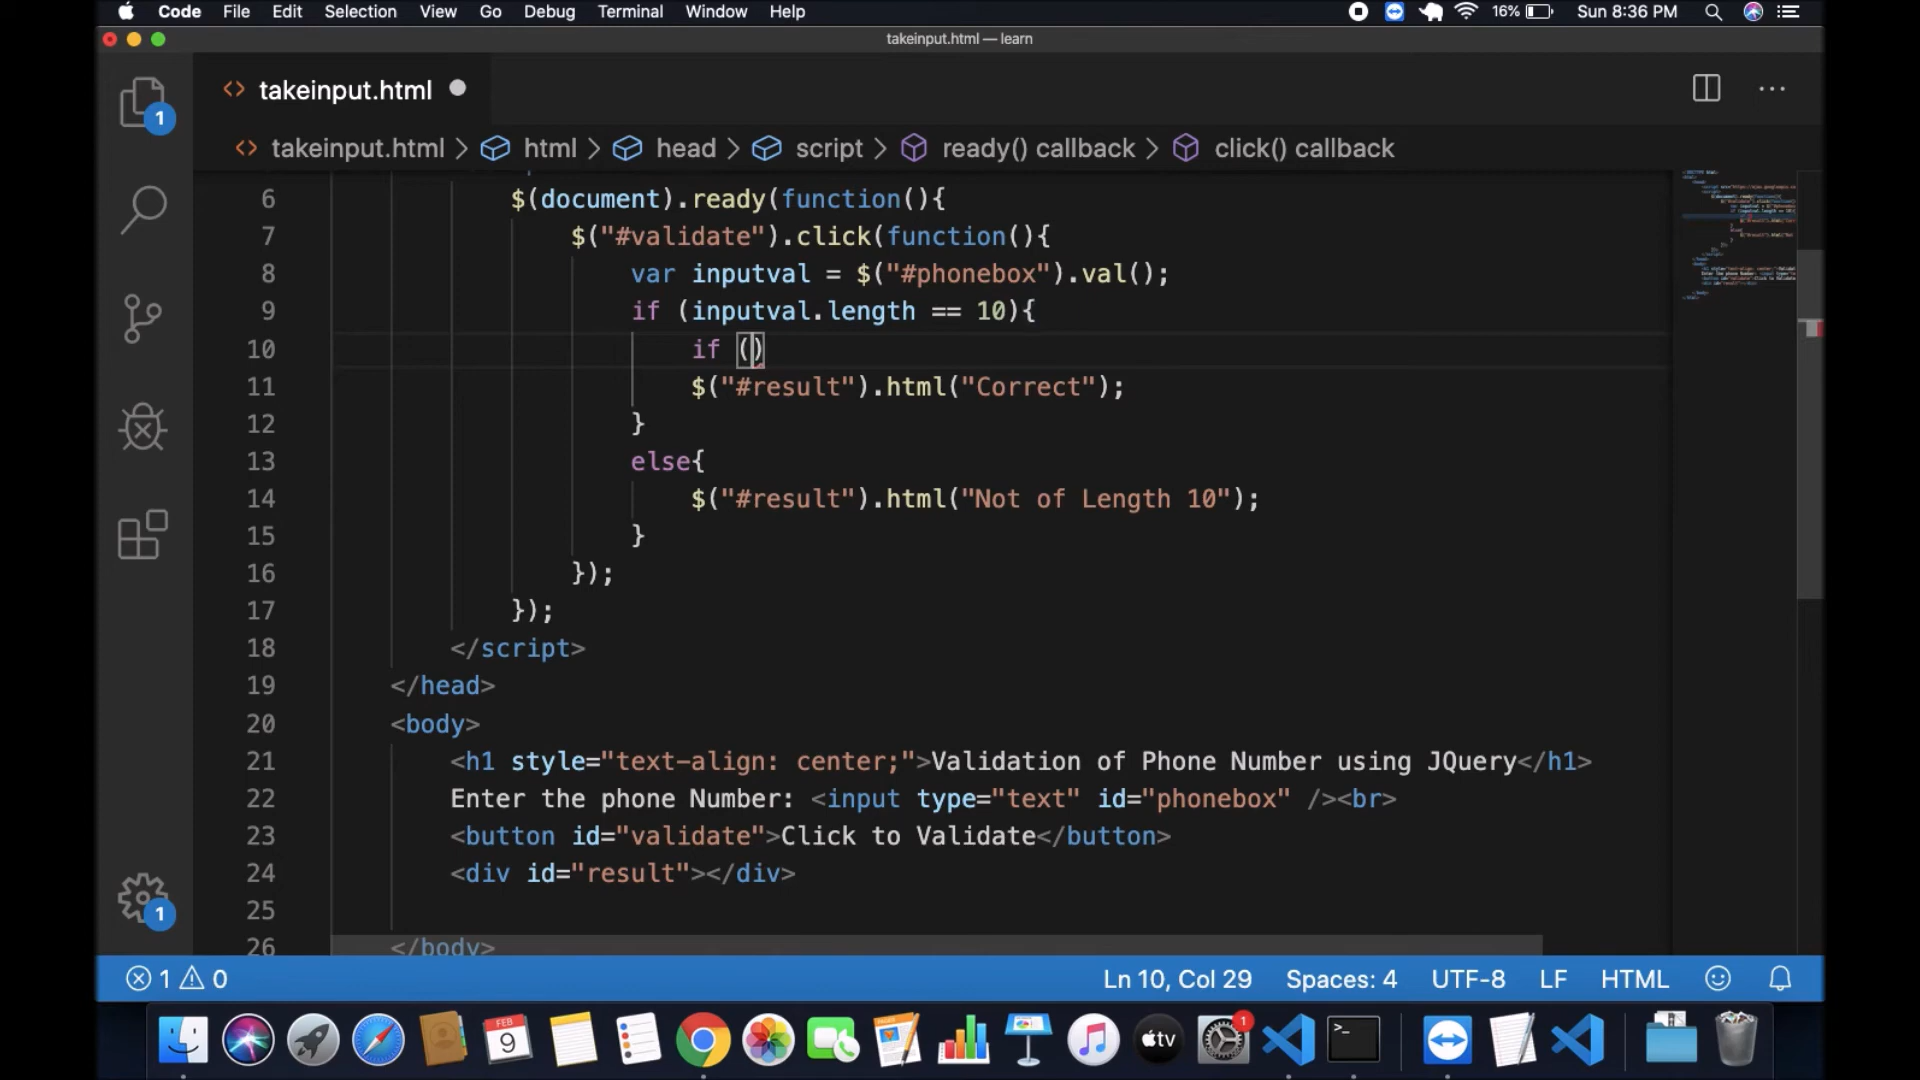 Code File Edit Selection View Go Debug Terminal Window Help 16% Sun 8:36 PM
takeinput.html — learn
takeinput.html
1
takeinput.html > html > head > script > ready() callback > click() callback
6 $(document).ready(function(){
7 $("#validate").click(function(){
8 var inputval = $("#phonebox").val();
9 if (inputval.length == 10){
10 if ()
11 $("#result").html("Correct");
12 }
13 else{
14 $("#result").html("Not of Length 10");
15 }
16 });
17 });
18 </script>
19 </head>
20 <body>
21 <h1 style="text-align: center;">Validation of Phone Number using JQuery</h1>
22 Enter the phone Number: <input type="text" id="phonebox" /><br>
23 <button id="validate">Click to Validate</button>
24 <div id="result"></div>
1
25
26 </body>
1 0 Ln 10, Col 29 Spaces: 4 UTF-8 LF HTML
FEB
9
tv
1
>_